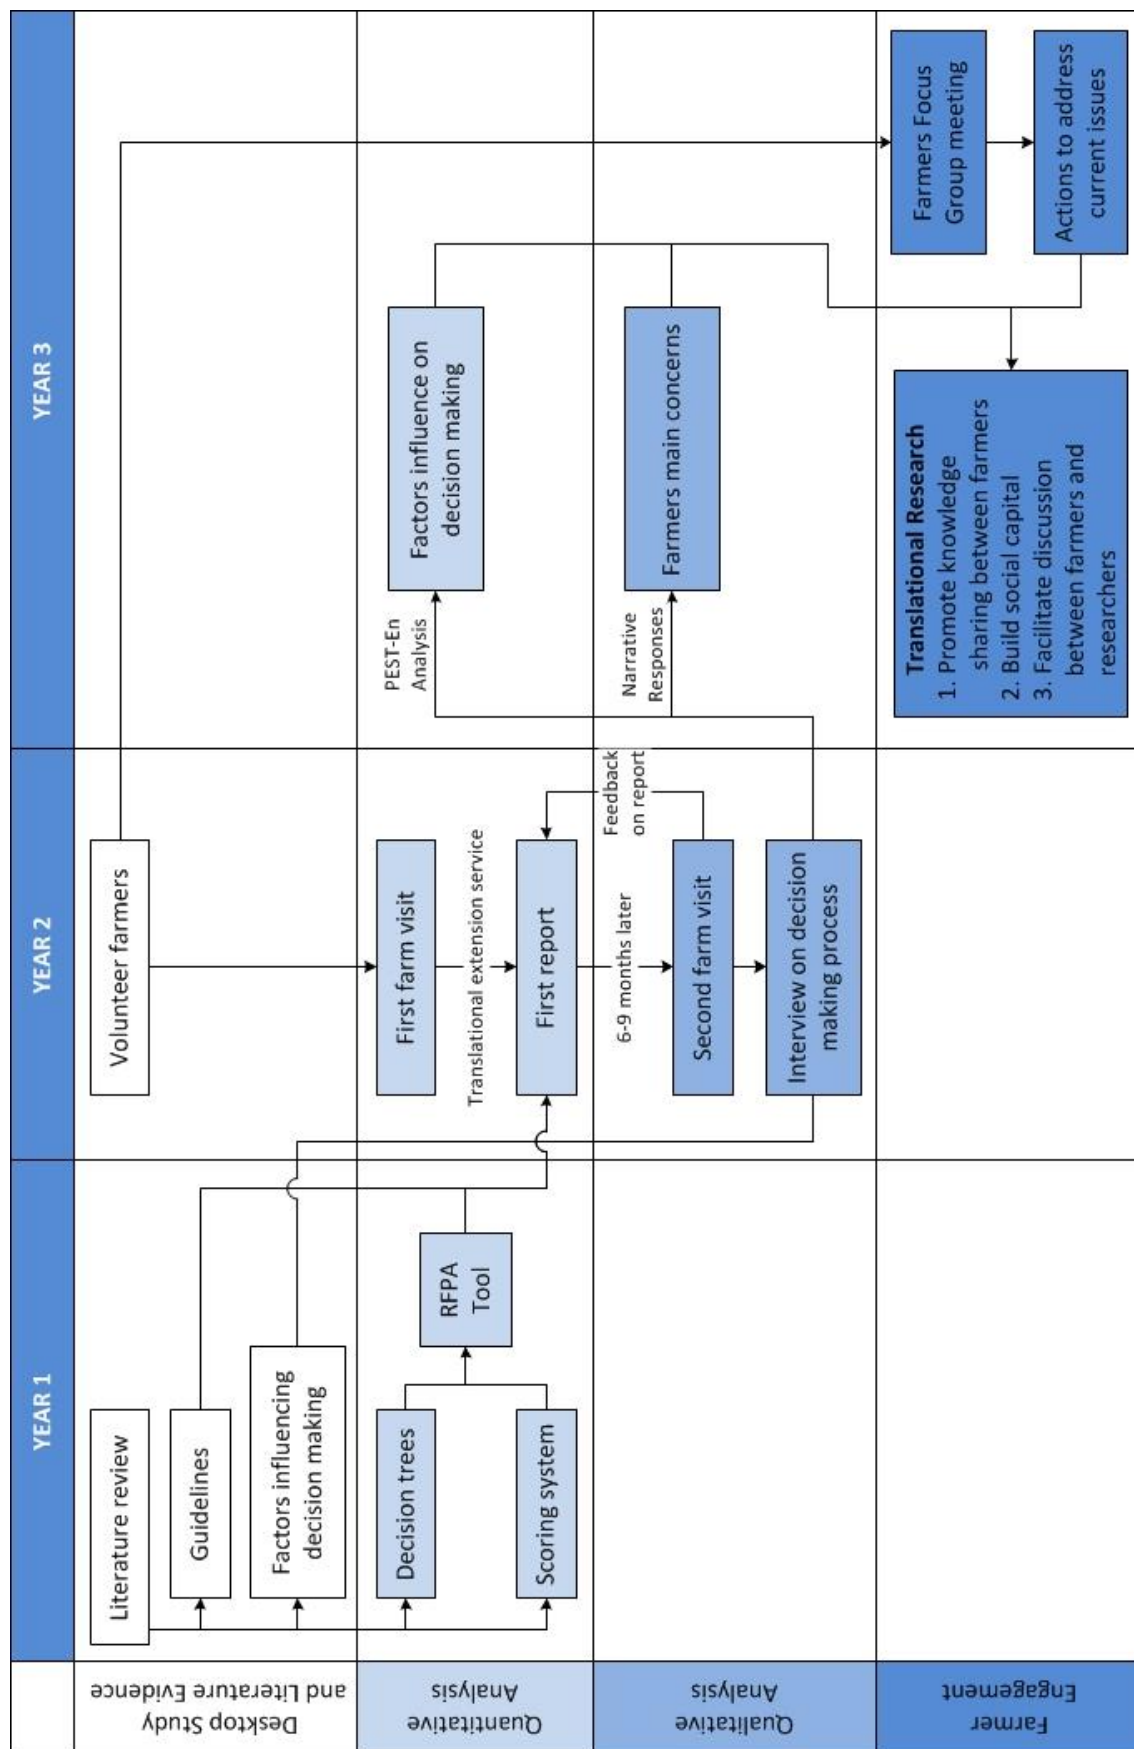 YEAR 1
YEAR 2
YEAR 3
Desktop Study
and Literature Evidence
Literature review
Guidelines
Factors influencing
decision making
Volunteer farmers
Quantitative
Analysis
Decision trees
Scoring system
RFPA
Tool
First farm visit
Translational extension service
First report
PEST-En
Analysis
Factors influence on
decision making
Qualitative
Analysis
6-9 months later
Feedback
on report
Second farm visit
Interview on decision
making process
Narrative
Responses
Farmers main concerns
Farmer
Engagement
Translational Research
1. Promote knowledge
sharing between farmers
2. Build social capital
3. Facilitate discussion
between farmers and
researchers
Farmers Focus
Group meeting
Actions to address
current issues